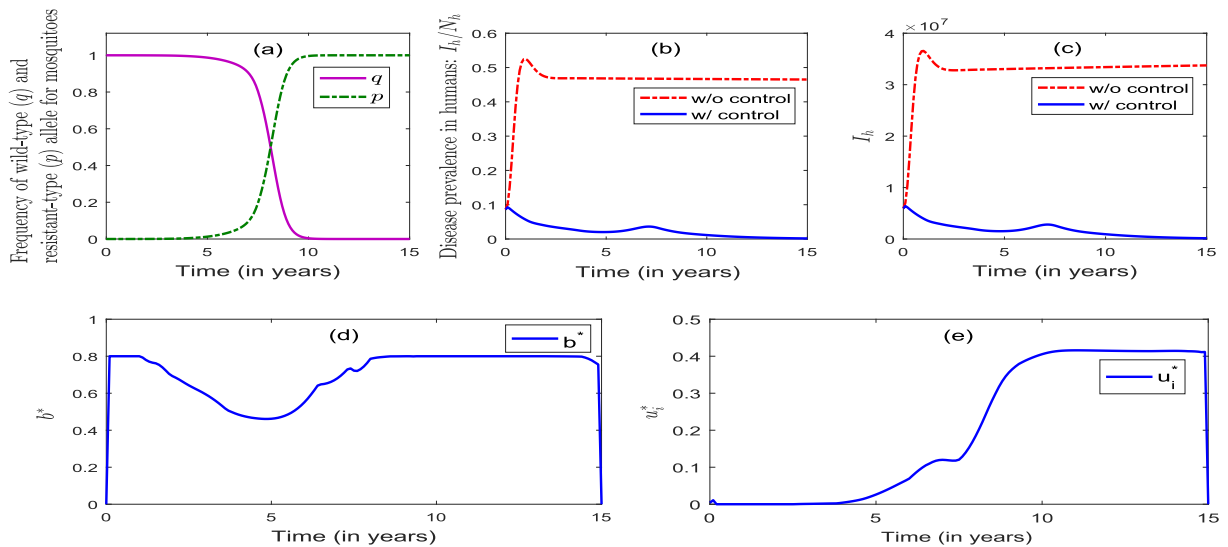 Frequency of wild-type (q) and
resistant-type (p) allele for mosquitoes
(a)
q
p
1
0.8
0.6
0.4
0.2
0
0 5 10 15
Time (in years)
Disease prevalence in humans: I_h/N_h
(b)
w/o control
w/ control
0.6
0.5
0.4
0.3
0.2
0.1
0
0 5 10 15
Time (in years)
I_h
× 10^7
(c)
w/o control
w/ control
4
3
2
1
0
0 5 10 15
Time (in years)
b*
(d)
b*
1
0.8
0.6
0.4
0.2
0
0 5 10 15
Time (in years)
u_i^*
(e)
u_i^*
0.5
0.4
0.3
0.2
0.1
0
0 5 10 15
Time (in years)